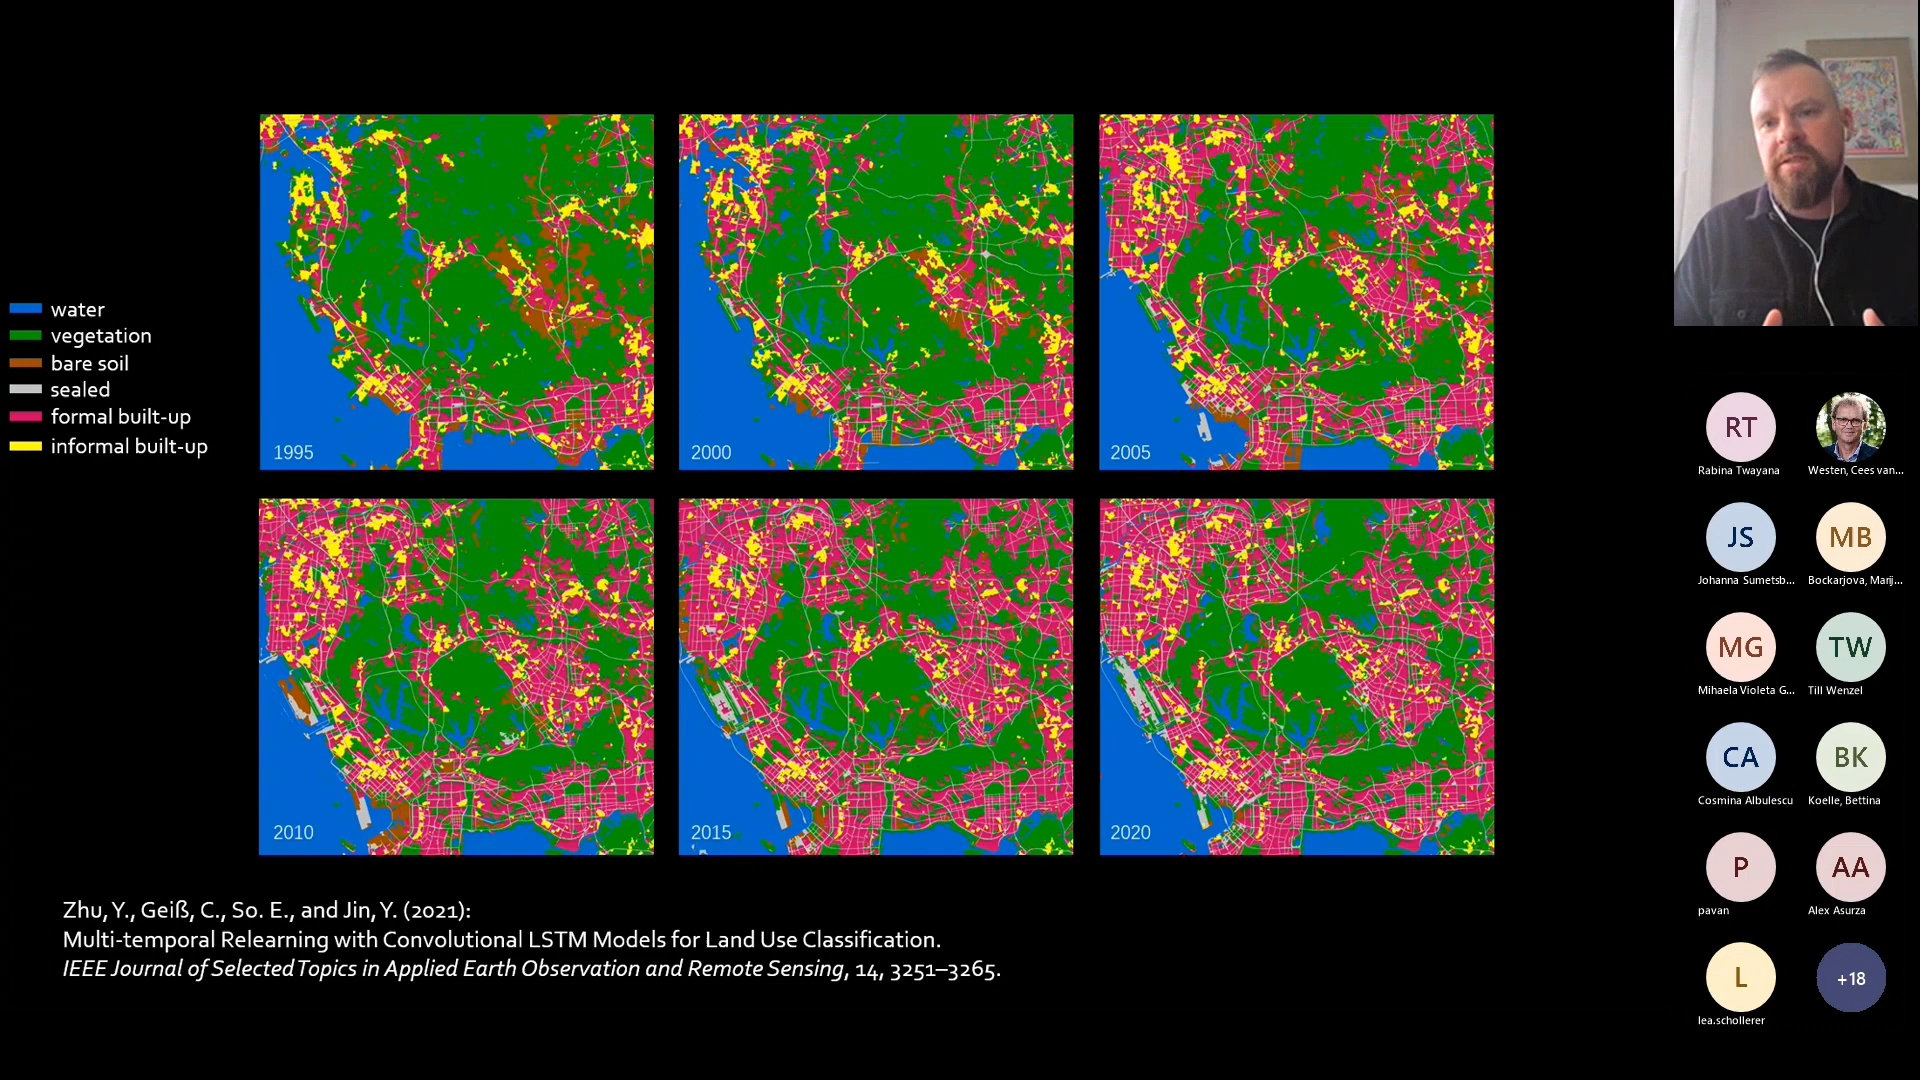 water
vegetation
bare soil
sealed
formal built-up
informal built-up
1995
2000
2005
2010
2015
2020
Zhu, Y., Geiß, C., So. E., and Jin, Y. (2021):
Multi-temporal Relearning with Convolutional LSTM Models for Land Use Classification.
IEEE Journal of Selected Topics in Applied Earth Observation and Remote Sensing, 14, 3251–3265.
RT
Rabina Twayana
Westen, Cees van...
JS
Johanna Sumetsb...
MB
Bockarjova, Marij...
MG
Mihaela Violeta G...
TW
Till Wenzel
CA
Cosmina Albulescu
BK
Koelle, Bettina
P
pavan
AA
Alex Asurza
L
lea.schollerer
+18